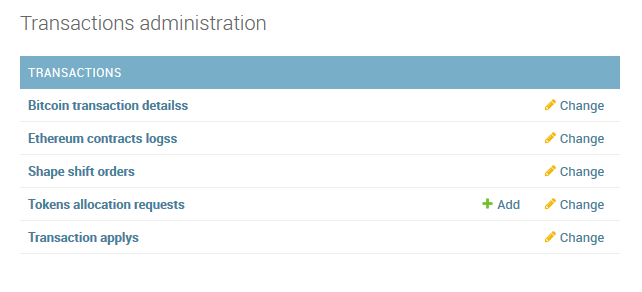 Transactions administration
TRANSACTIONS
Bitcoin transaction detailss Change
Ethereum contracts logss Change
Shape shift orders Change
Tokens allocation requests Add Change
Transaction applys Change